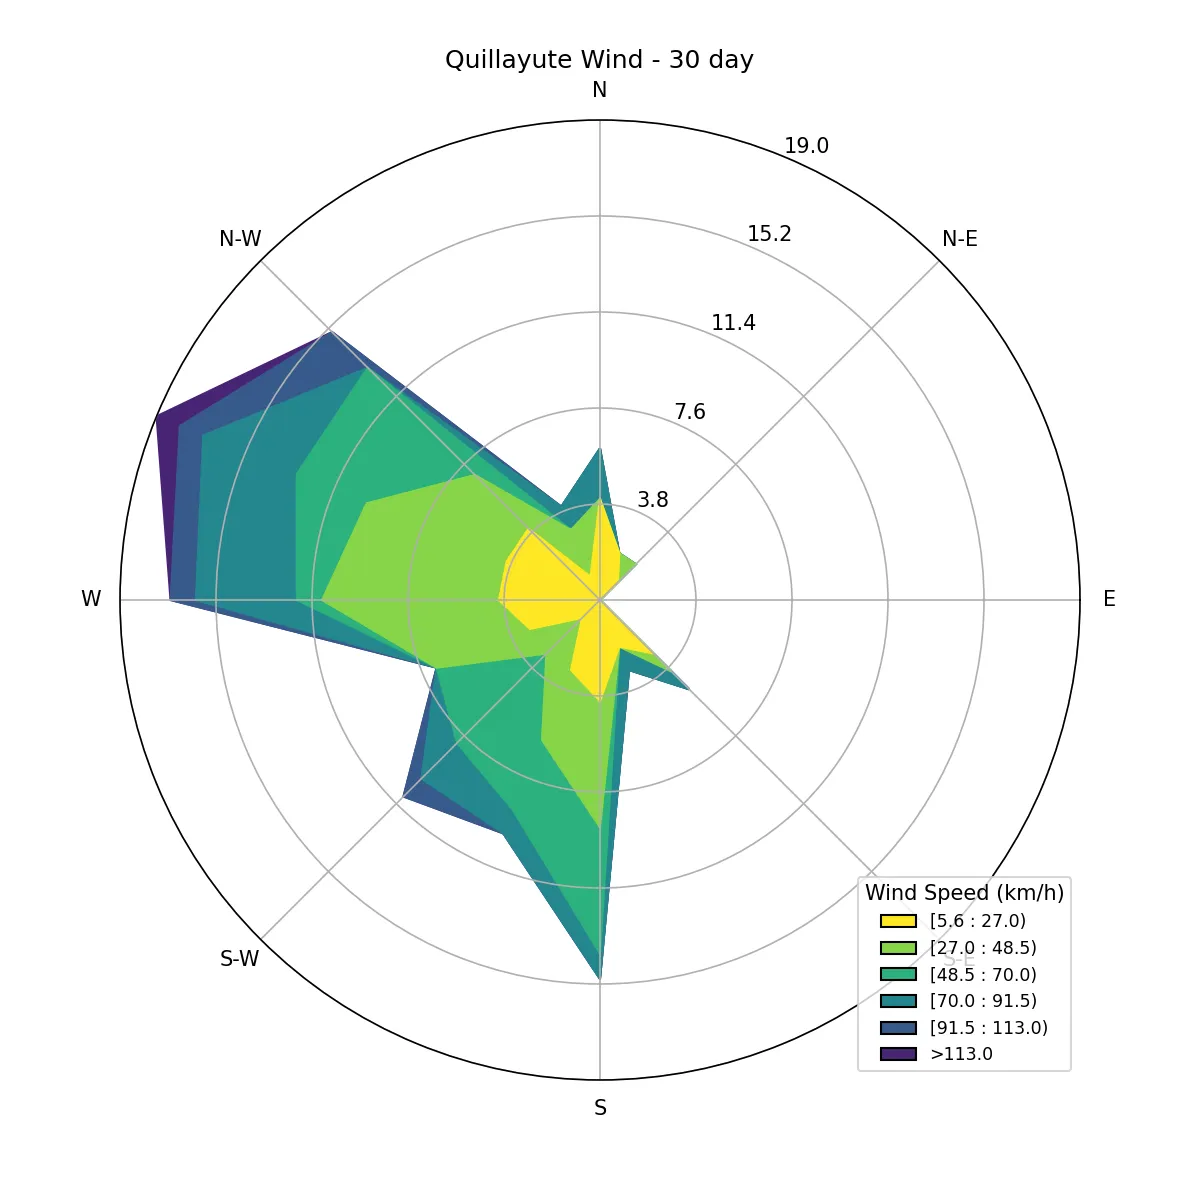 Quillayute Wind - 30 day
N
19.0
15.2
N-W
N-E
11.4
7.6
3.8
W
E
S-W
S-E
S
Wind Speed (km/h)
[5.6 : 27.0)
[27.0 : 48.5)
[48.5 : 70.0)
[70.0 : 91.5)
[91.5 : 113.0)
>113.0